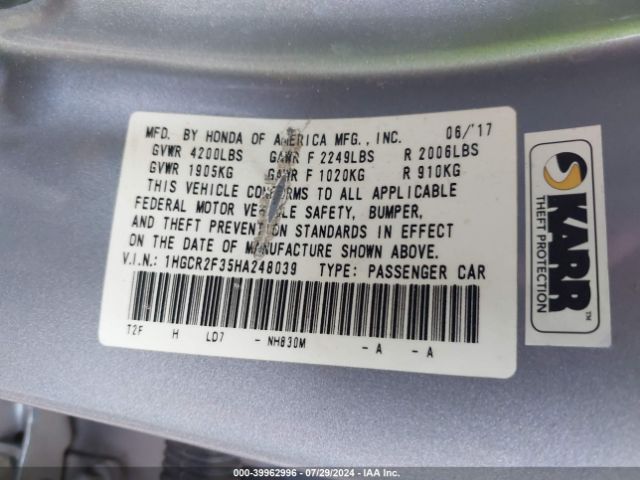 MFD. BY HONDA OF AMERICA MFG., INC. 06/'17
GVWR 4200LBS GAWR F 2249LBS R 2006LBS
GVWR 1905KG GAWR F 1020KG R 910KG
THIS VEHICLE CONFORMS TO ALL APPLICABLE
FEDERAL MOTOR VEHICLE SAFETY, BUMPER,
AND THEFT PREVENTION STANDARDS IN EFFECT
ON THE DATE OF MANUFACTURE SHOWN ABOVE.
V.I.N.: 1HGCR2F35HA248039 TYPE: PASSENGER CAR
T2F H LD7 - NH830M - A - A
KARR™
THEFT PROTECTION
000-39962996 - 07/29/2024 - IAA Inc.